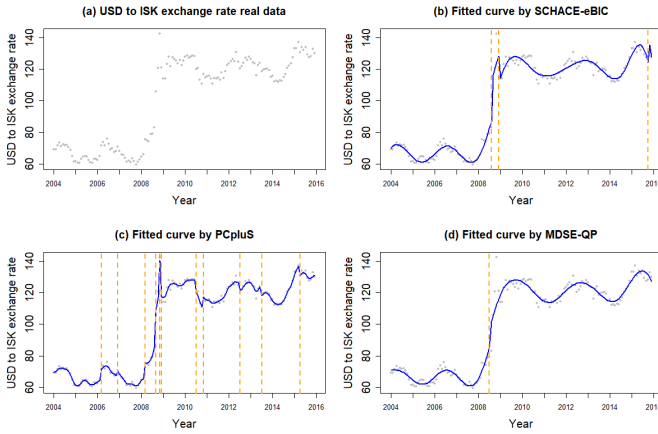 (a) USD to ISK exchange rate real data
USD to ISK exchange rate
60 80 100 120 140
2004 2006 2008 2010 2012 2014 2016
Year
(b) Fitted curve by SCHACE-eBIC
USD to ISK exchange rate
60 80 100 120 140
2004 2006 2008 2010 2012 2014 2016
Year
(c) Fitted curve by PCpluS
USD to ISK exchange rate
60 80 100 120 140
2004 2006 2008 2010 2012 2014 2016
Year
(d) Fitted curve by MDSE-QP
USD to ISK exchange rate
60 80 100 120 140
2004 2006 2008 2010 2012 2014 2016
Year